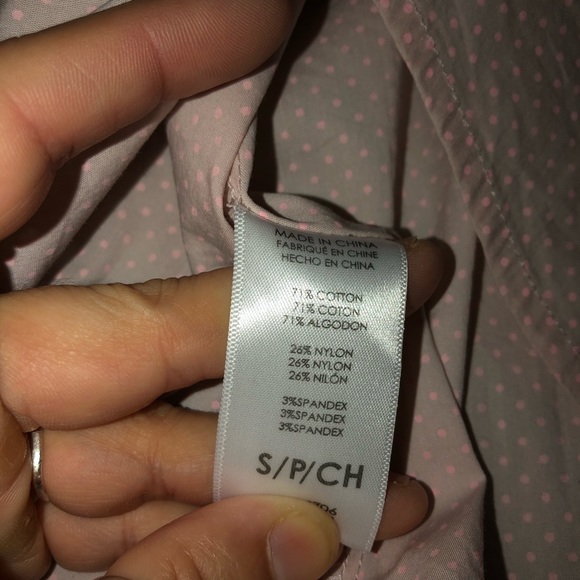 MADE IN CHINA
FABRIQUÉ EN CHINE
HECHO EN CHINA
71% COTTON
71% COTON
71% ALGODON
26% NYLON
26% NYLON
26% NILÓN
3%SPANDEX
3%SPANDEX
3%SPANDEX
S/P/CH